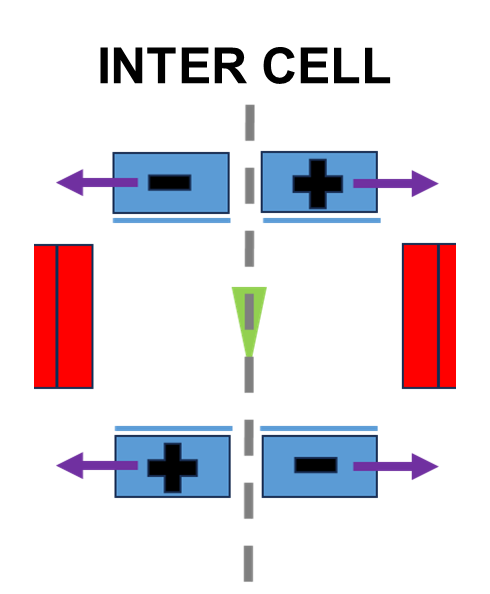 INTER CELL
- +
+ -